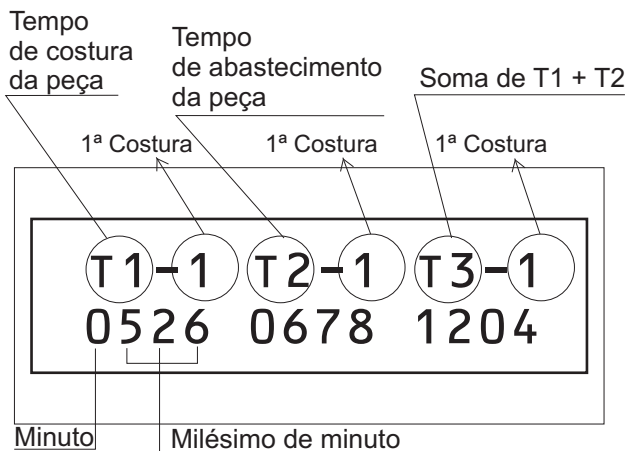 Tempo
de costura
da peça
Tempo
de abastecimento
da peça
Soma de T1 + T2
1ª Costura
1ª Costura
1ª Costura
T1-1 T2-1 T3-1
0526 0678 1204
Minuto
Milésimo de minuto